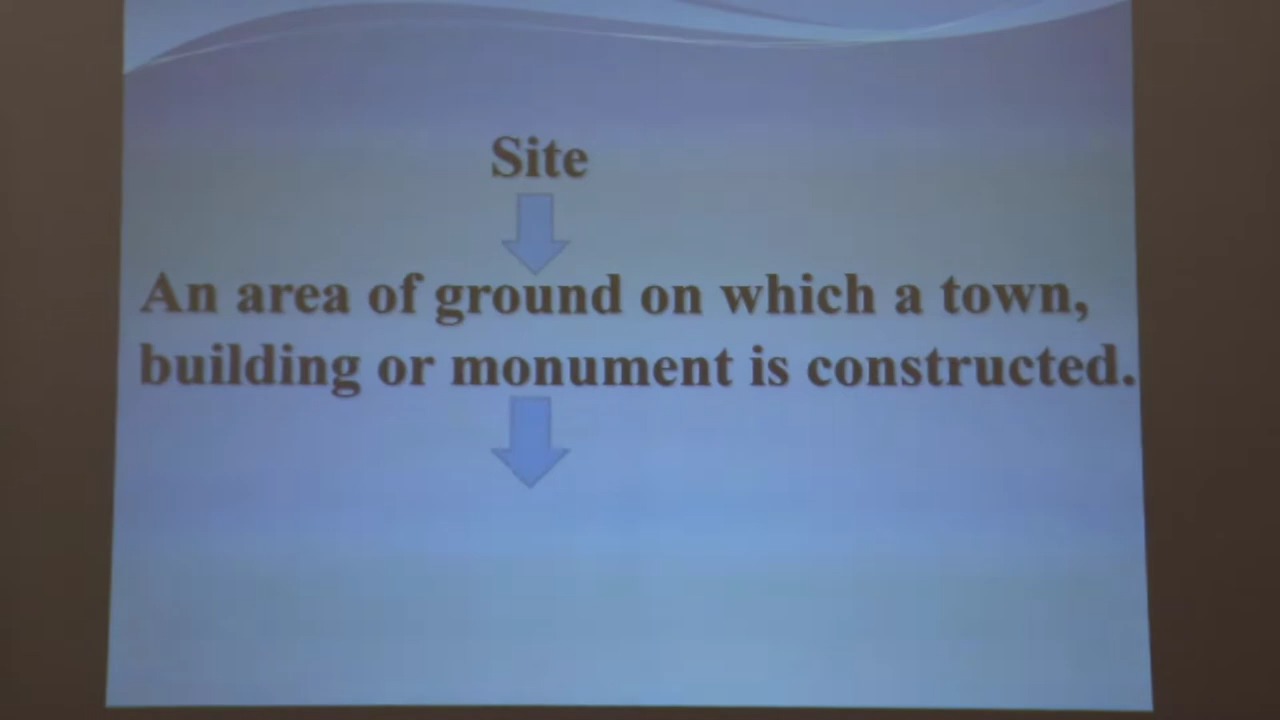 Site
An area of ground on which a town,
building or monument is constructed.